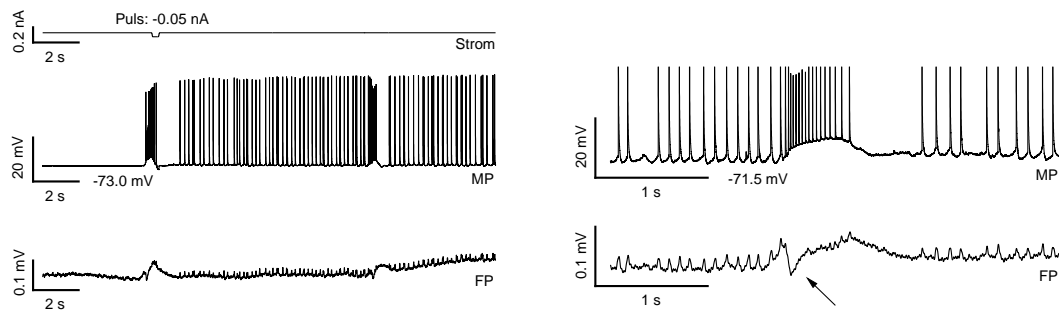 Puls: -0.05 nA
0.2 nA
2 s
Strom
20 mV
-73.0 mV
MP
2 s
0.1 mV
FP
2 s
20 mV
1 s
-71.5 mV
MP
0.1 mV
FP
1 s